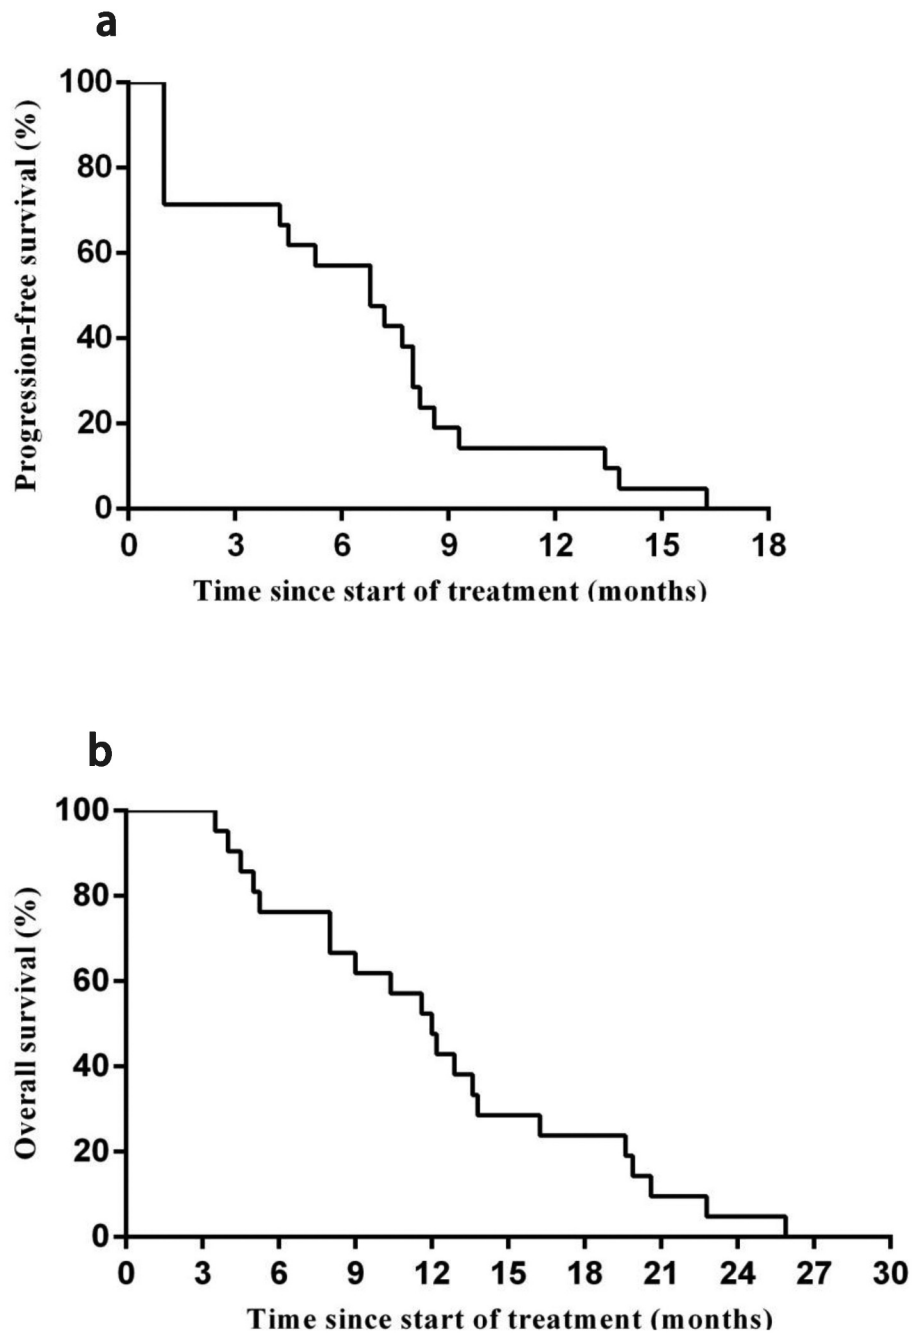 a
Progression-free survival (%)
100
80
60
40
20
0
0 3 6 9 12 15 18
Time since start of treatment (months)
b
Overall survival (%)
100
80
60
40
20
0
0 3 6 9 12 15 18 21 24 27 30
Time since start of treatment (months)